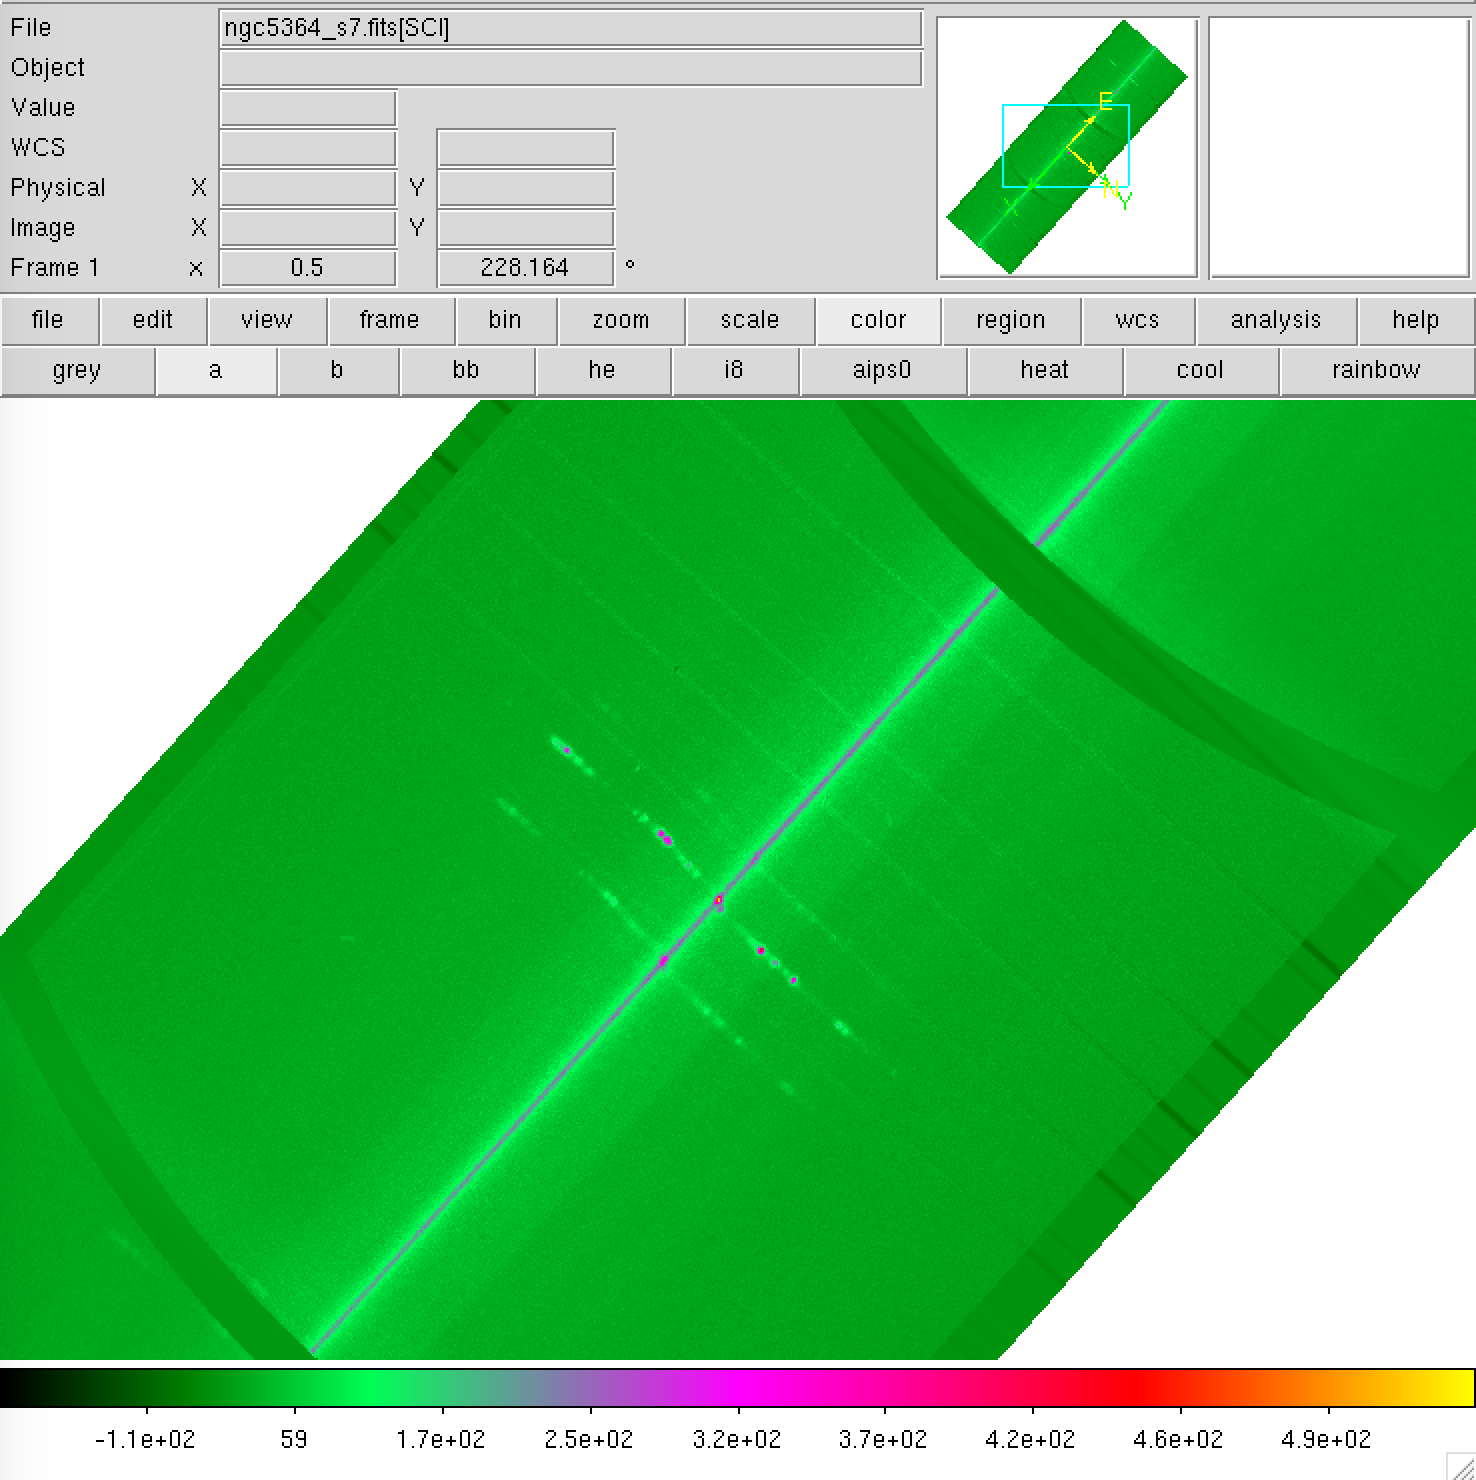 File ngc5364_s7.fits[SCI]
Object
Value
WCS
Physical X Y
Image X Y
Frame 1 x 0.5 228.164 °
E
N
X
Y
file edit view frame bin zoom scale color region wcs analysis help
grey a b bb he i8 aips0 heat cool rainbow
-1.1e+02 59 1.7e+02 2.5e+02 3.2e+02 3.7e+02 4.2e+02 4.6e+02 4.9e+02